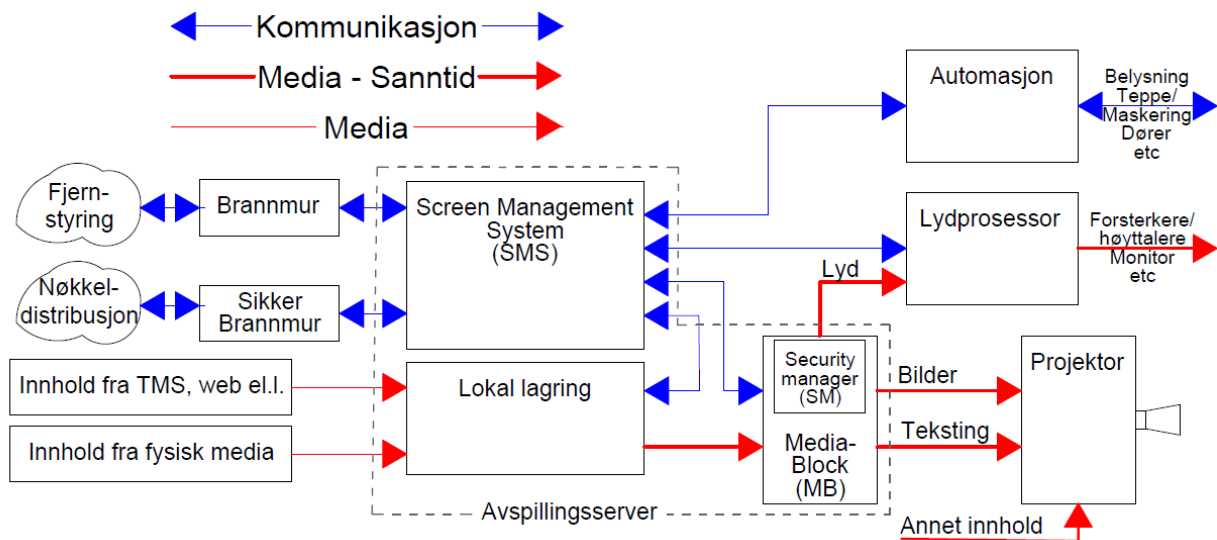 Kommunikasjon
Media - Sanntid
Media
Automasjon
Belysning
Teppe/
Maskering
Dører
etc
Fjern-
styring
Brannmur
Screen Management
System
(SMS)
Lydprosessor
Forsterkere/
høyttalere
Monitor
etc
Lyd
Nøkkel-
distribusjon
Sikker
Brannmur
Innhold fra TMS, web el.l.
Lokal lagring
Security
manager
(SM)
Bilder
Projektor
Innhold fra fysisk media
Media-
Block
(MB)
Teksting
Avspillingsserver
Annet innhold